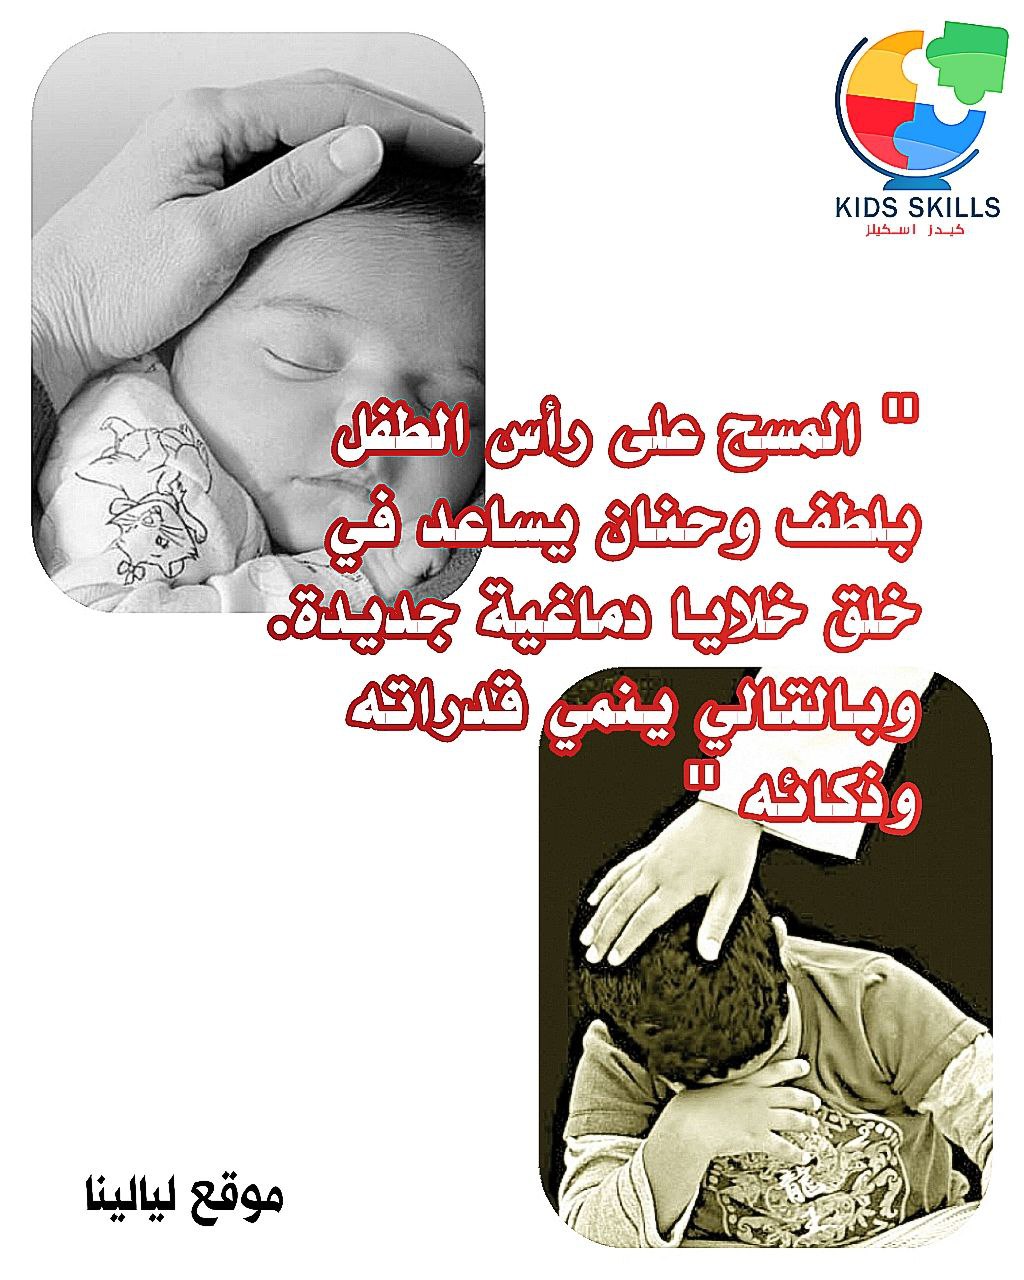 KIDS SKILLS
كيدز اسكيلز
" المسح على رأس الطفل
بلطف وحنان يساعد في
خلق خلايا دماغية جديدة.
وبالتالي ينمي قدراته
وذكائه "
موقع ليالينا